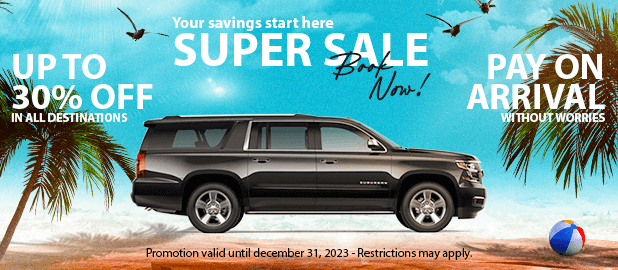 Your savings start here
SUPER SALE
Book
Now!
UP TO
30% OFF
IN ALL DESTINATIONS
PAY ON
ARRIVAL
WITHOUT WORRIES
SUBURBAN
Promotion valid until december 31, 2023 - Restrictions may apply.